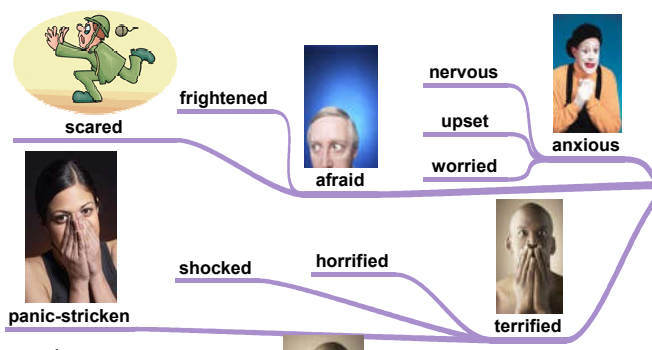 nervous
frightened
upset
scared
anxious
worried
afraid
horrified
shocked
panic-stricken
terrified